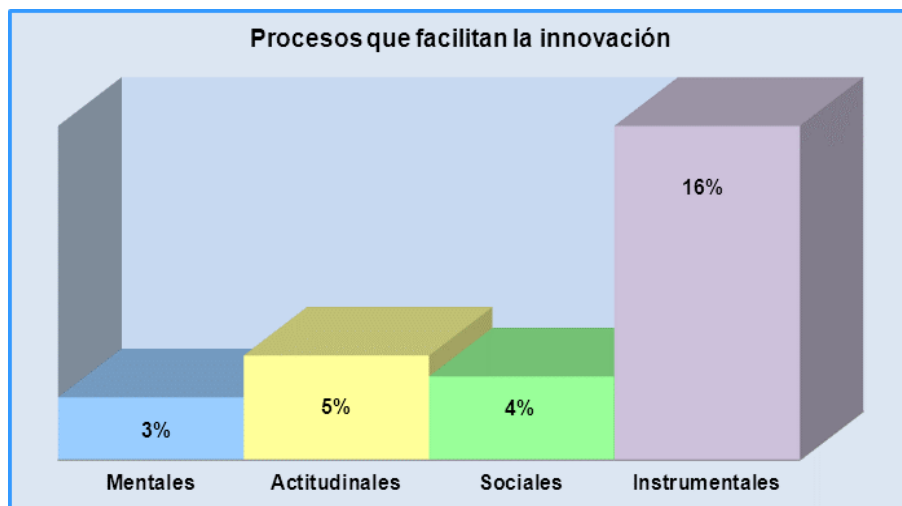 Procesos que facilitan la innovación
16%
5%
4%
3%
Mentales Actitudinales Sociales Instrumentales